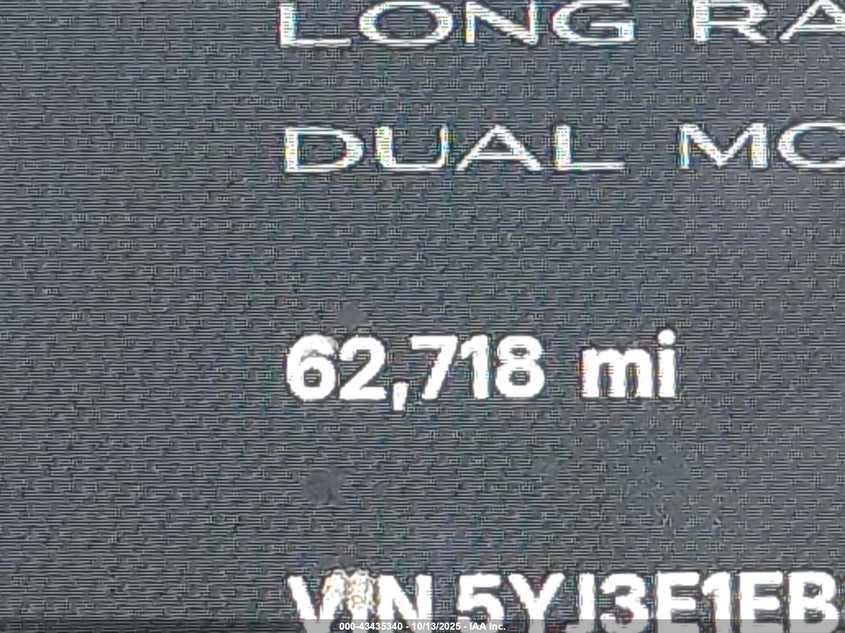 LONG RA
DUAL MO
62,718 mi
VIN 5YJ3E1EB
000-43435340 - 10/13/2025 - IAA Inc.